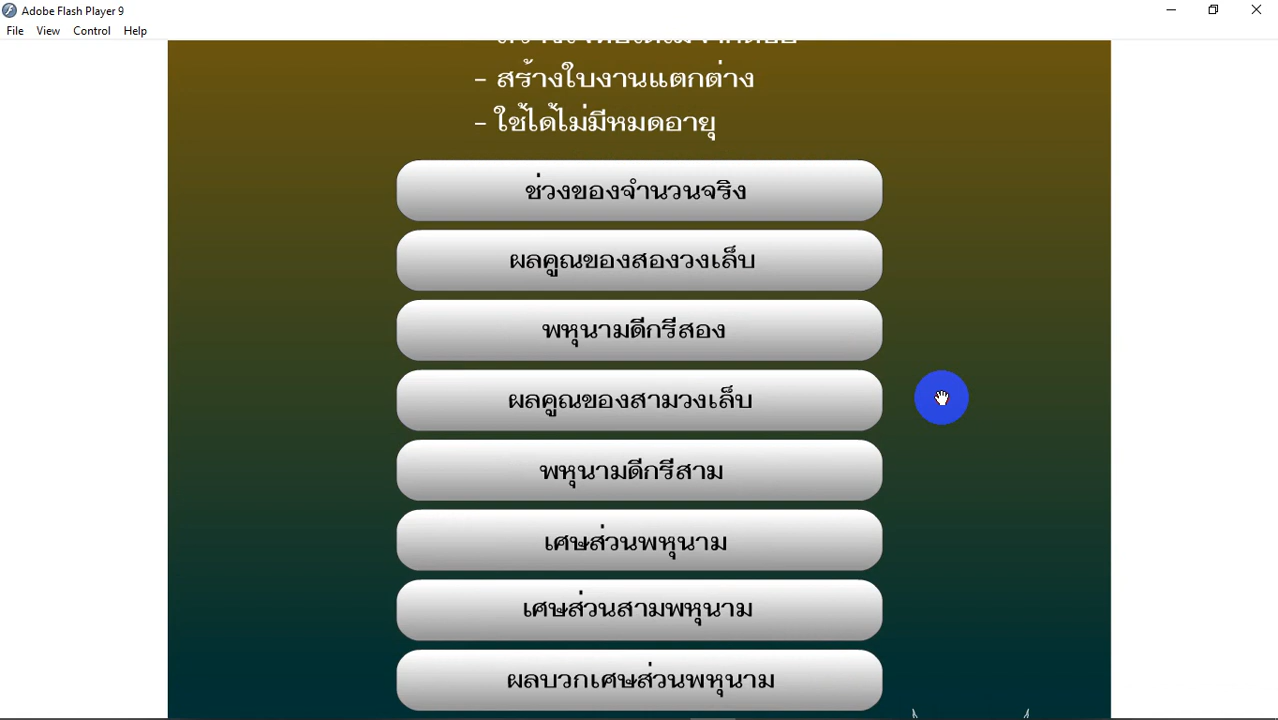 Adobe Flash Player 9
File View Control Help
- สร้างใบงานแตกต่าง
- ใช้ได้ไม่มีหมดอายุ
ช่วงของจำนวนจริง
ผลคูณของสองวงเล็บ
พหุนามดีกรีสอง
ผลคูณของสามวงเล็บ
พหุนามดีกรีสาม
เศษส่วนพหุนาม
เศษส่วนสามพหุนาม
ผลบวกเศษส่วนพหุนาม